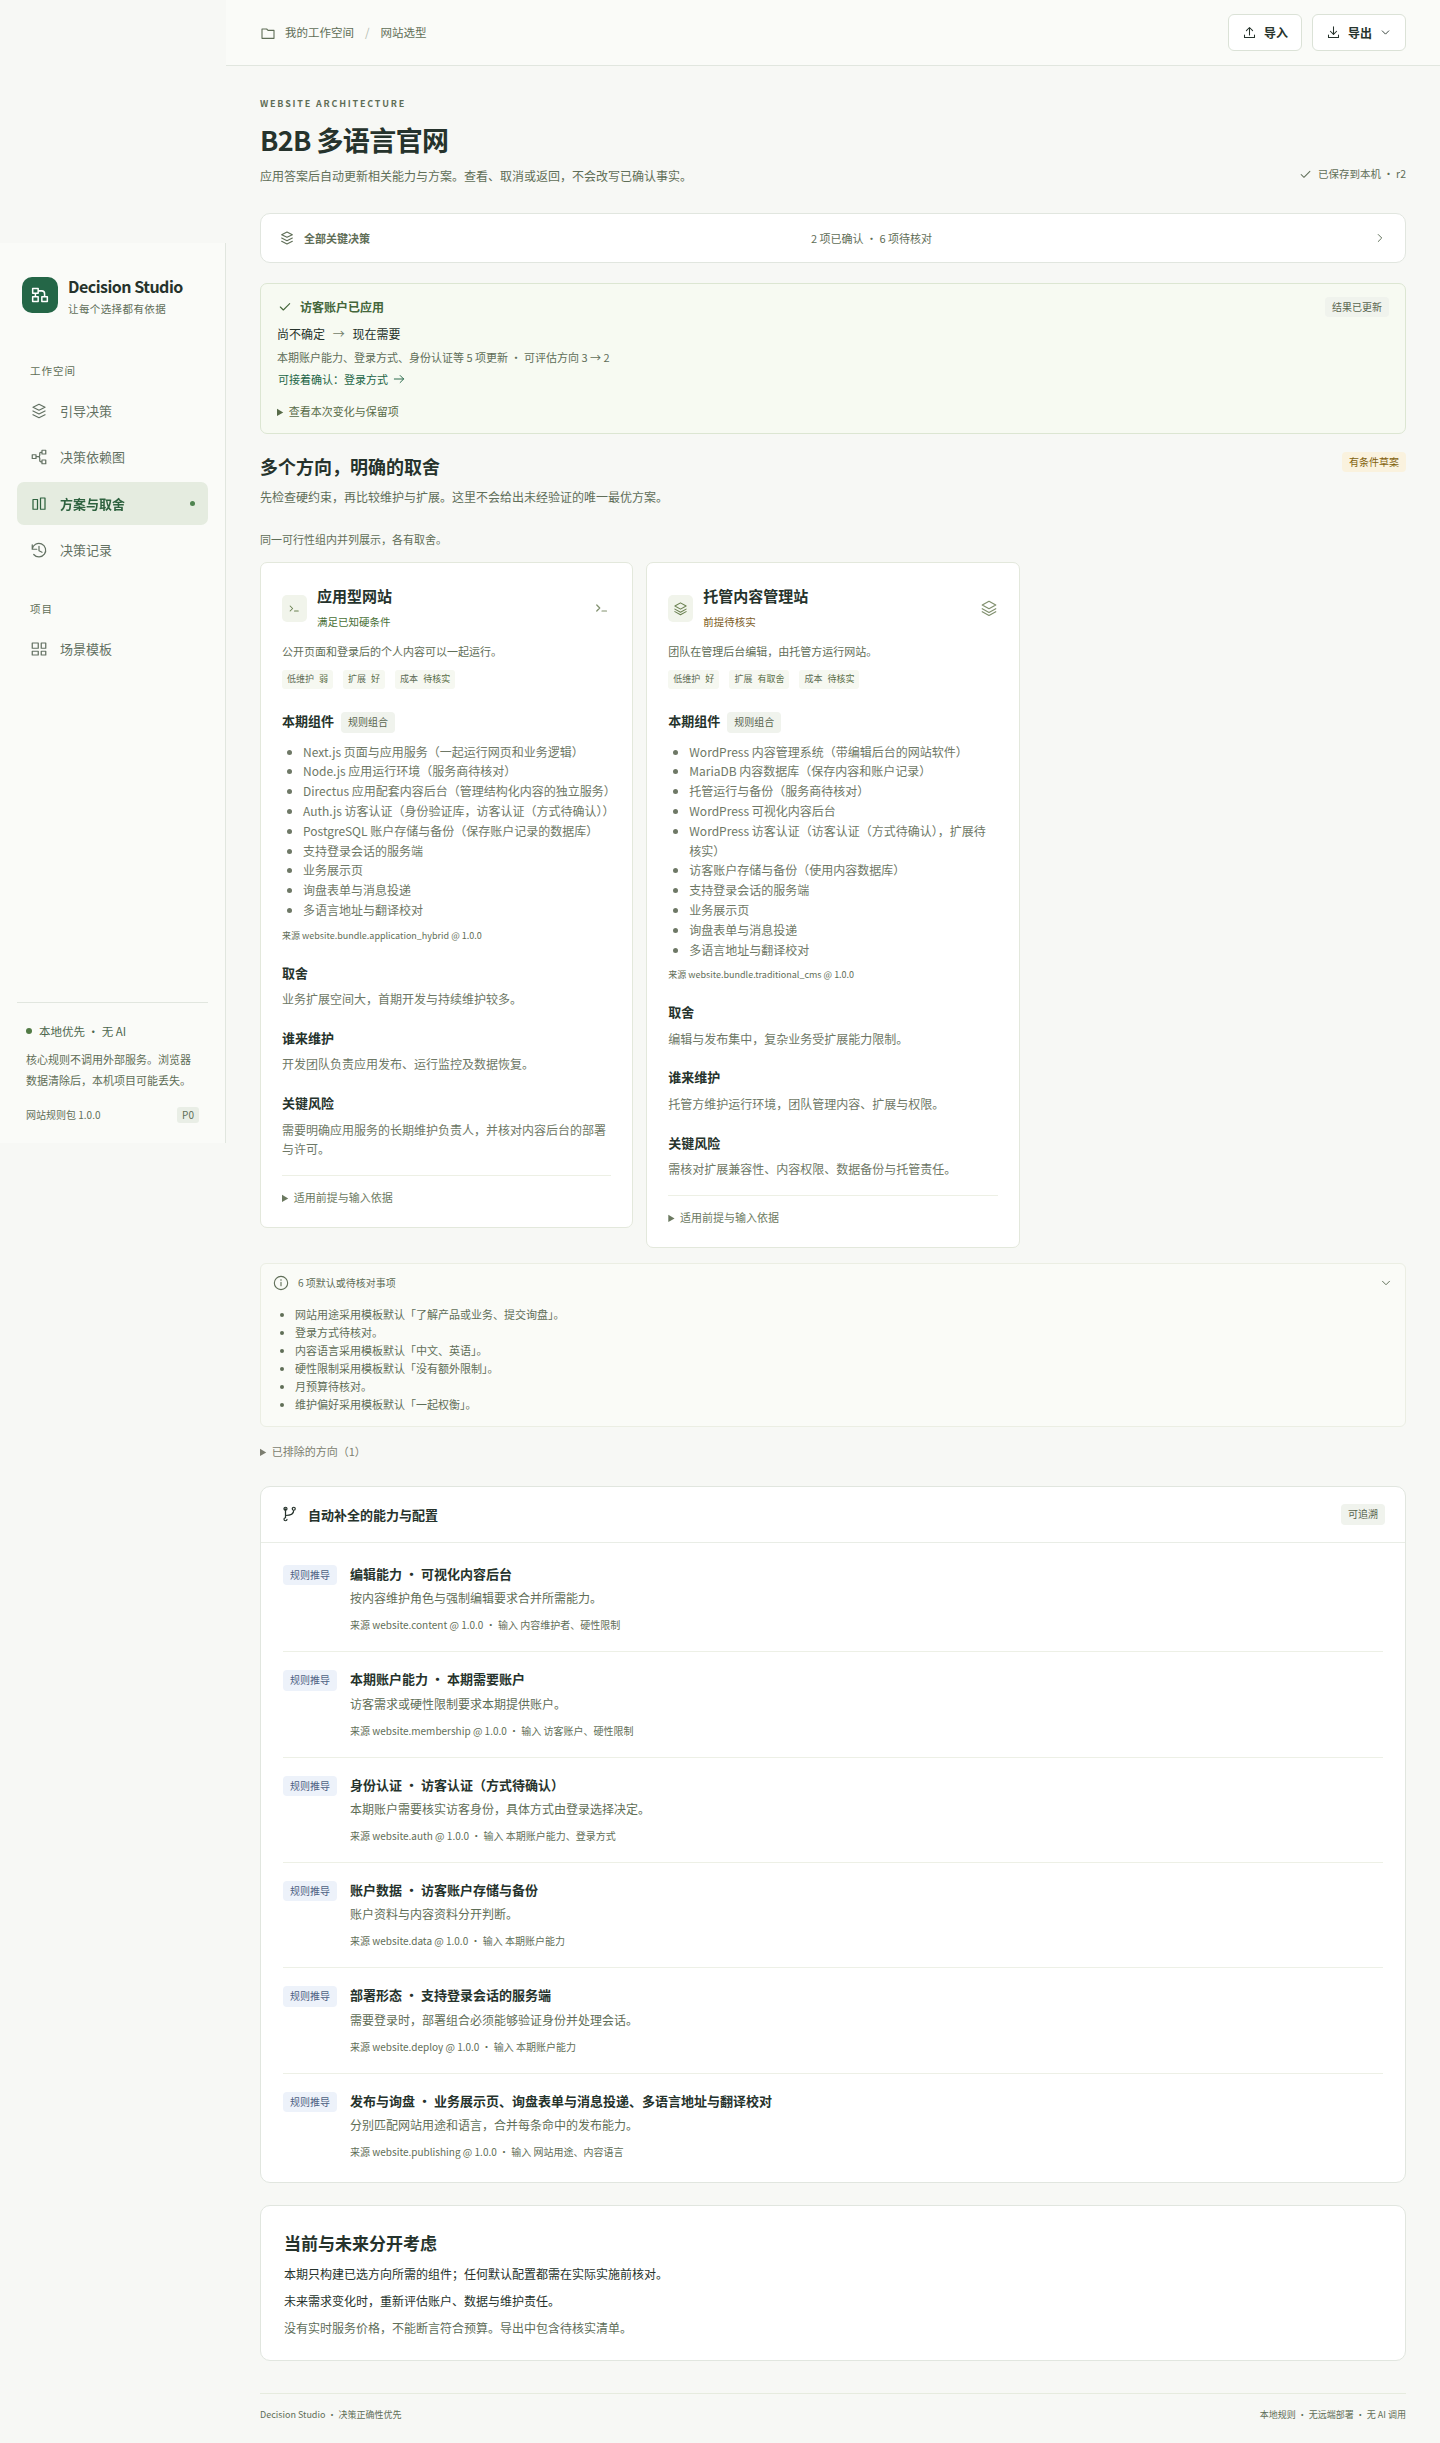 我的工作空间 / 网站选型
导入
导出
WEBSITE ARCHITECTURE
B2B 多语言官网
应用答案后自动更新相关能力与方案。查看、取消或返回，不会改写已确认事实。
已保存到本机 · r2
全部关键决策
2 项已确认 · 6 项待核对
Decision Studio
让每个选择都有依据
工作空间
引导决策
决策依赖图
方案与取舍
决策记录
项目
场景模板
本地优先 · 无 AI
核心规则不调用外部服务。浏览器
数据清除后，本机项目可能丢失。
网站规则包 1.0.0
P0
访客账户已应用
结果已更新
尚不确定 → 现在需要
本期账户能力、登录方式、身份认证等 5 项更新 · 可评估方向 3 → 2
可接着确认：登录方式 →
▶ 查看本次变化与保留项
多个方向，明确的取舍
有条件草案
先检查硬约束，再比较维护与扩展。这里不会给出未经验证的唯一最优方案。
同一可行性组内并列展示，各有取舍。
应用型网站
满足已知硬条件
公开页面和登录后的个人内容可以一起运行。
低维护 弱
扩展 好
成本 待核实
本期组件 规则组合
• Next.js 页面与应用服务（一起运行网页和业务逻辑）
• Node.js 应用运行环境（服务商待核对）
• Directus 应用配套内容后台（管理结构化内容的独立服务）
• Auth.js 访客认证（身份验证库，访客认证（方式待确认））
• PostgreSQL 账户存储与备份（保存账户记录的数据库）
• 支持登录会话的服务端
• 业务展示页
• 询盘表单与消息投递
• 多语言地址与翻译校对
来源 website.bundle.application_hybrid @ 1.0.0
取舍
业务扩展空间大，首期开发与持续维护较多。
谁来维护
开发团队负责应用发布、运行监控及数据恢复。
关键风险
需要明确应用服务的长期维护负责人，并核对内容后台的部署
与许可。
▶ 适用前提与输入依据
托管内容管理站
前提待核实
团队在管理后台编辑，由托管方运行网站。
低维护 好
扩展 有取舍
成本 待核实
本期组件 规则组合
• WordPress 内容管理系统（带编辑后台的网站软件）
• MariaDB 内容数据库（保存内容和账户记录）
• 托管运行与备份（服务商待核对）
• WordPress 可视化内容后台
• WordPress 访客认证（访客认证（方式待确认），扩展待
核实）
• 访客账户存储与备份（使用内容数据库）
• 支持登录会话的服务端
• 业务展示页
• 询盘表单与消息投递
• 多语言地址与翻译校对
来源 website.bundle.traditional_cms @ 1.0.0
取舍
编辑与发布集中，复杂业务受扩展能力限制。
谁来维护
托管方维护运行环境，团队管理内容、扩展与权限。
关键风险
需核对扩展兼容性、内容权限、数据备份与托管责任。
▶ 适用前提与输入依据
6 项默认或待核对事项
• 网站用途采用模板默认「了解产品或业务、提交询盘」。
• 登录方式待核对。
• 内容语言采用模板默认「中文、英语」。
• 硬性限制采用模板默认「没有额外限制」。
• 月预算待核对。
• 维护偏好采用模板默认「一起权衡」。
▶ 已排除的方向（1）
自动补全的能力与配置
可追溯
规则推导
编辑能力 · 可视化内容后台
按内容维护角色与强制编辑要求合并所需能力。
来源 website.content @ 1.0.0 · 输入 内容维护者、硬性限制
规则推导
本期账户能力 · 本期需要账户
访客需求或硬性限制要求本期提供账户。
来源 website.membership @ 1.0.0 · 输入 访客账户、硬性限制
规则推导
身份认证 · 访客认证（方式待确认）
本期账户需要核实访客身份，具体方式由登录选择决定。
来源 website.auth @ 1.0.0 · 输入 本期账户能力、登录方式
规则推导
账户数据 · 访客账户存储与备份
账户资料与内容资料分开判断。
来源 website.data @ 1.0.0 · 输入 本期账户能力
规则推导
部署形态 · 支持登录会话的服务端
需要登录时，部署组合必须能够验证身份并处理会话。
来源 website.deploy @ 1.0.0 · 输入 本期账户能力
规则推导
发布与询盘 · 业务展示页、询盘表单与消息投递、多语言地址与翻译校对
分别匹配网站用途和语言，合并每条命中的发布能力。
来源 website.publishing @ 1.0.0 · 输入 网站用途、内容语言
当前与未来分开考虑
本期只构建已选方向所需的组件；任何默认配置都需在实际实施前核对。
未来需求变化时，重新评估账户、数据与维护责任。
没有实时服务价格，不能断言符合预算。导出中包含待核实清单。
Decision Studio · 决策正确性优先
本地规则 · 无远端部署 · 无 AI 调用